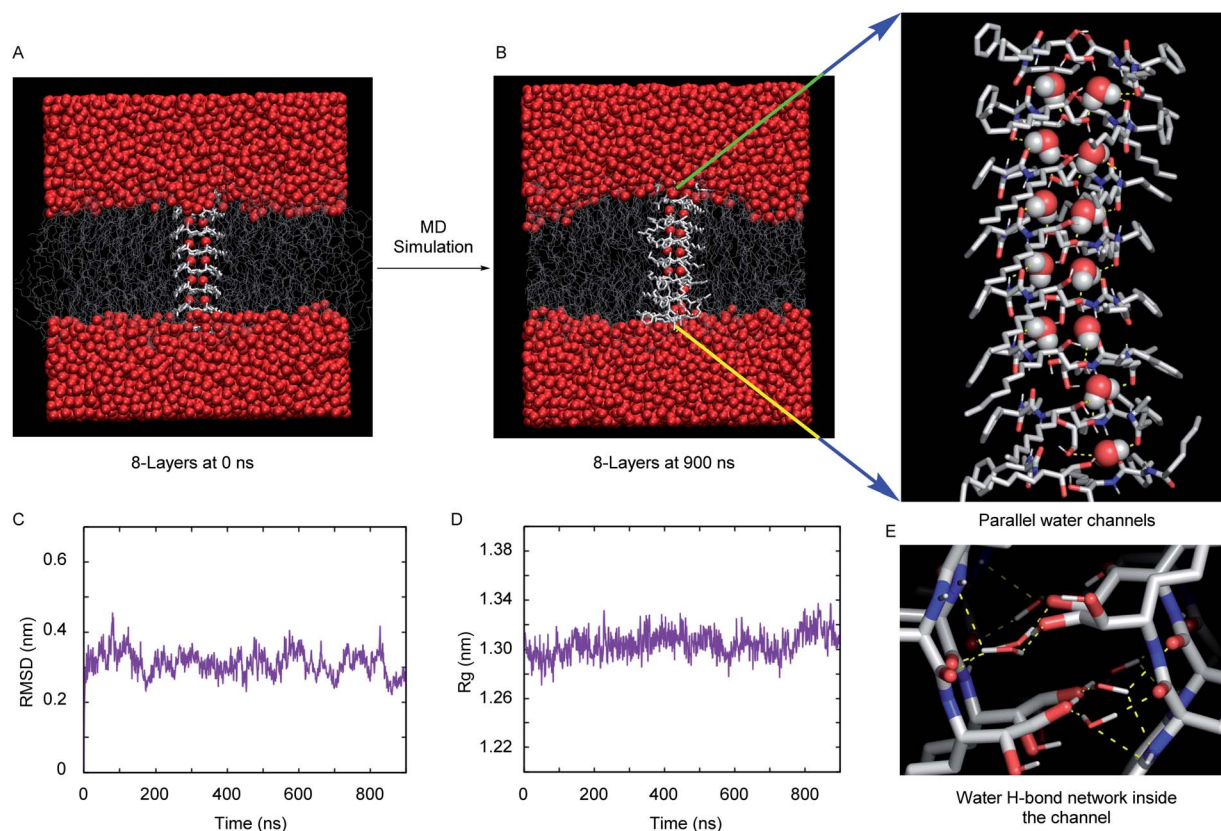 A
B
MD
Simulation
8-Layers at 0 ns
8-Layers at 900 ns
Parallel water channels
C
RMSD (nm)
0.6
0.4
0.2
0
0
200
400
600
800
Time (ns)
D
Rg (nm)
1.38
1.34
1.30
1.26
1.22
0
200
400
600
800
Time (ns)
E
Water H-bond network inside
the channel